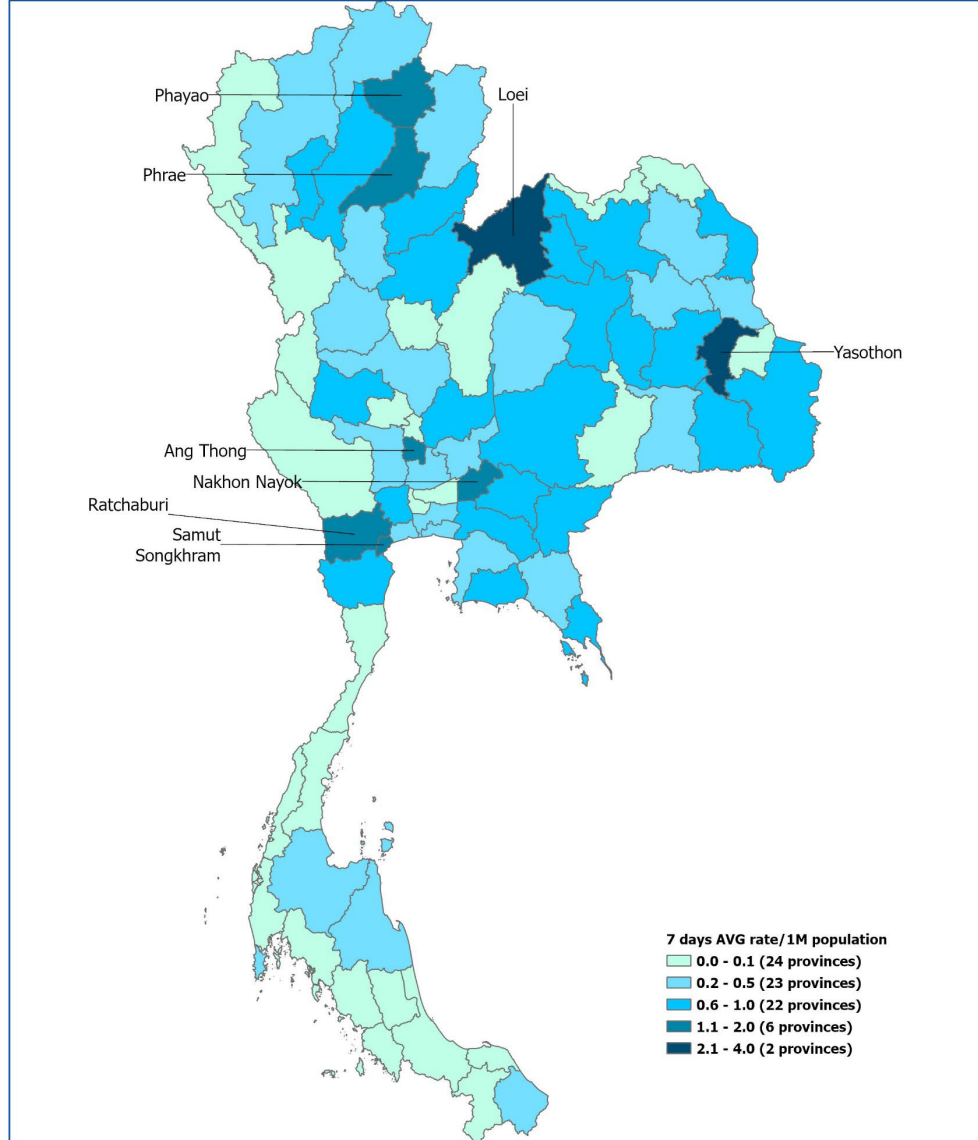 Phayao
Loei
Phrae
Yasothon
Ang Thong
Nakhon Nayok
Ratchaburi
Samut
Songkhram
7 days AVG rate/1M population
0.0 - 0.1 (24 provinces)
0.2 - 0.5 (23 provinces)
0.6 - 1.0 (22 provinces)
1.1 - 2.0 (6 provinces)
2.1 - 4.0 (2 provinces)